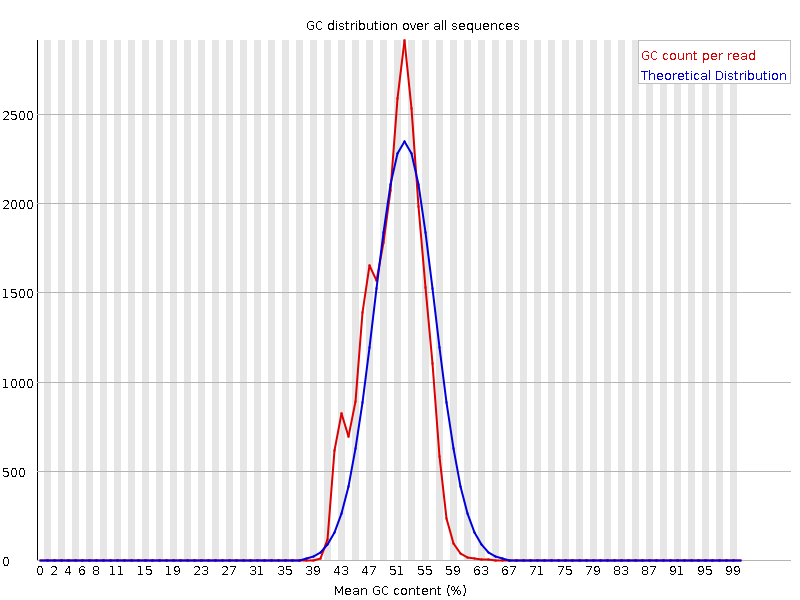 GC distribution over all sequences
GC count per read
Theoretical Distribution
2500
2000
1500
1000
500
0
0 2 4 6 8 11 15 19 23 27 31 35 39 43 47 51 55 59 63 67 71 75 79 83 87 91 95 99
Mean GC content (%)